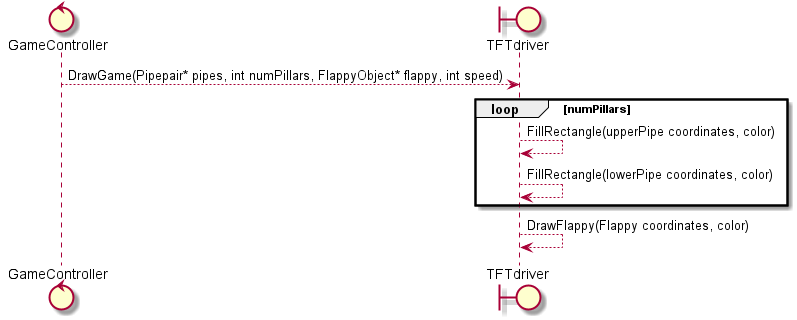 GameController
TFTdriver
DrawGame(Pipepair* pipes, int numPillars, FlappyObject* flappy, int speed)
loop
[numPillars]
FillRectangle(upperPipe coordinates, color)
FillRectangle(lowerPipe coordinates, color)
DrawFlappy(Flappy coordinates, color)
GameController
TFTdriver